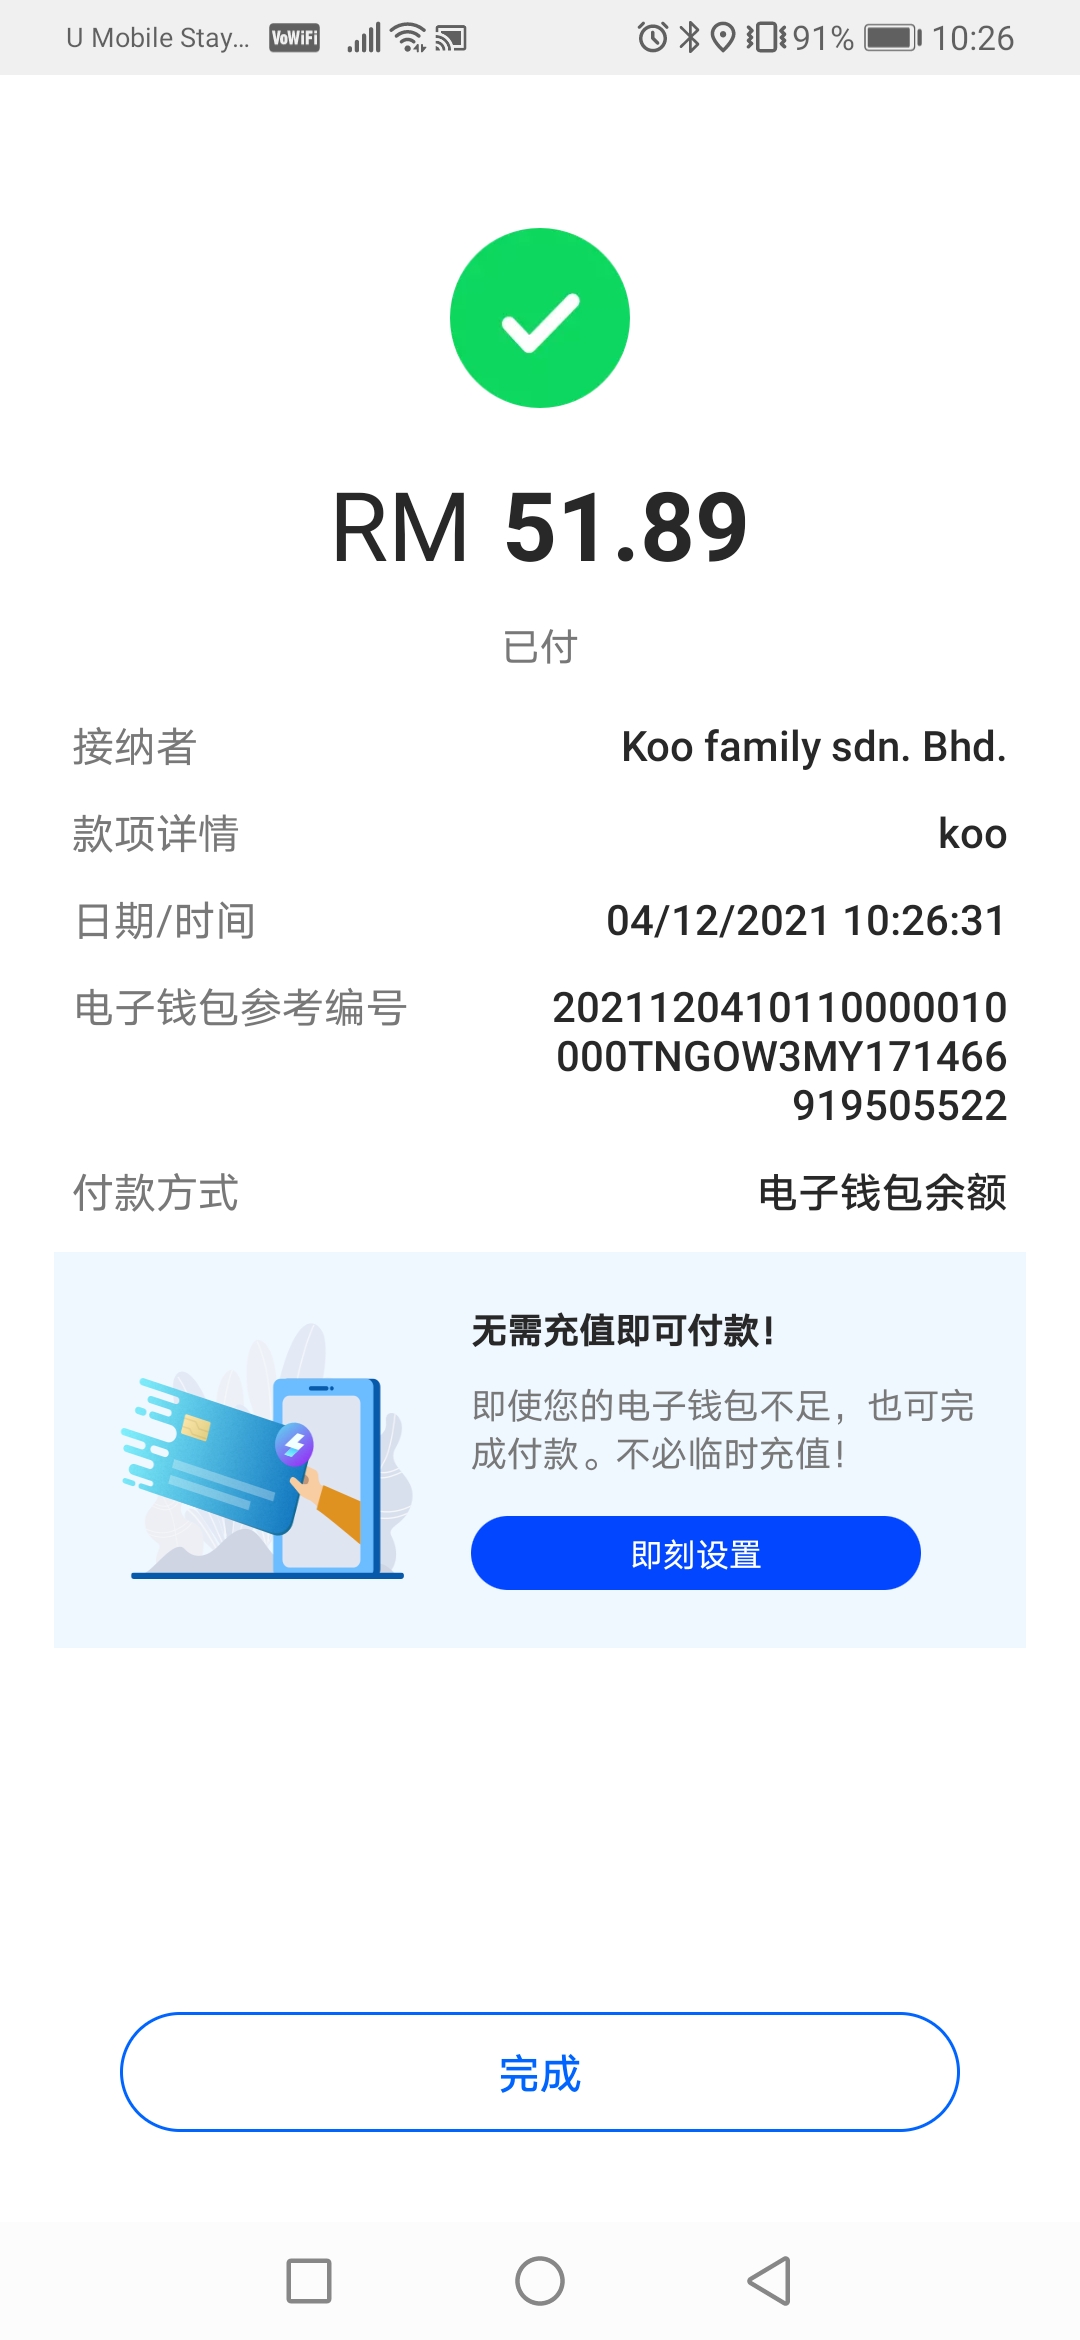 U Mobile Stay... VoWiFi 91% 10:26
RM 51.89
已付
接纳者 Koo family sdn. Bhd.
款项详情 koo
日期/时间 04/12/2021 10:26:31
电子钱包参考编号 2021120410110000010
000TNGOW3MY171466
919505522
付款方式 电子钱包余额
无需充值即可付款!
即使您的电子钱包不足，也可完
成付款。不必临时充值!
即刻设置
完成